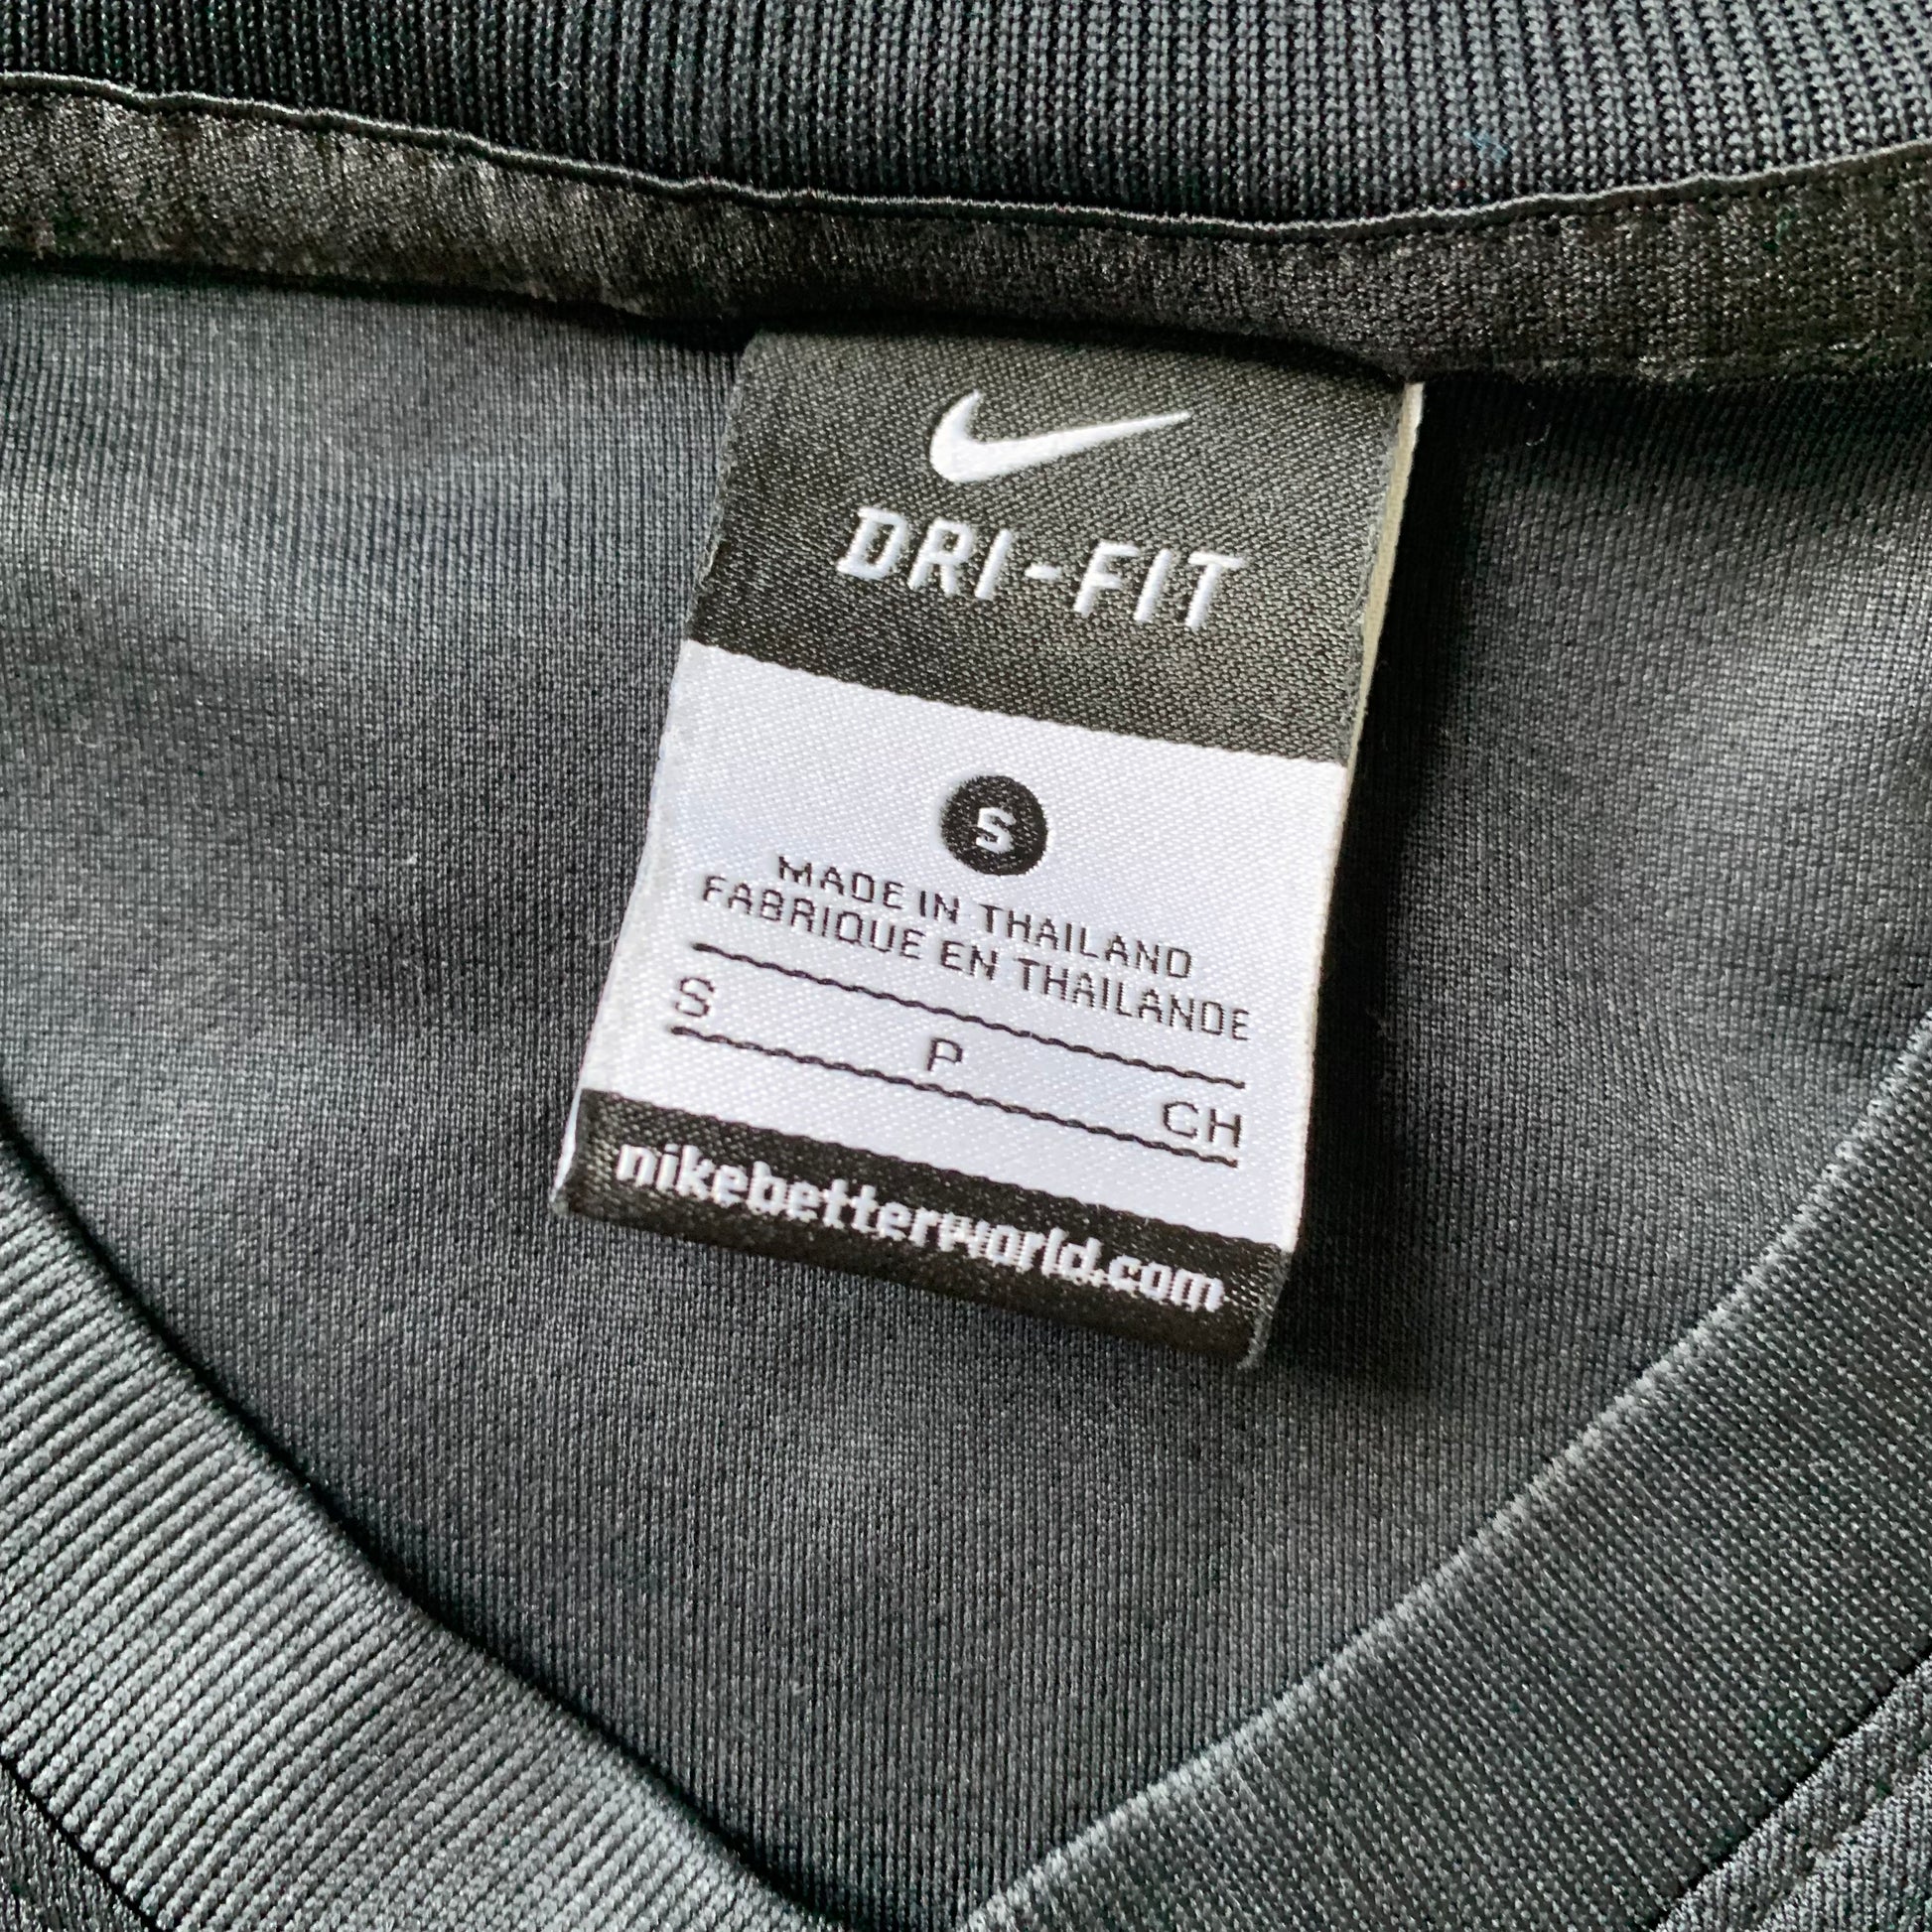 DRI-FIT
S
MADE IN THAILAND
FABRIQUE EN THAILANDE
S P CH
nikebetterworld.com